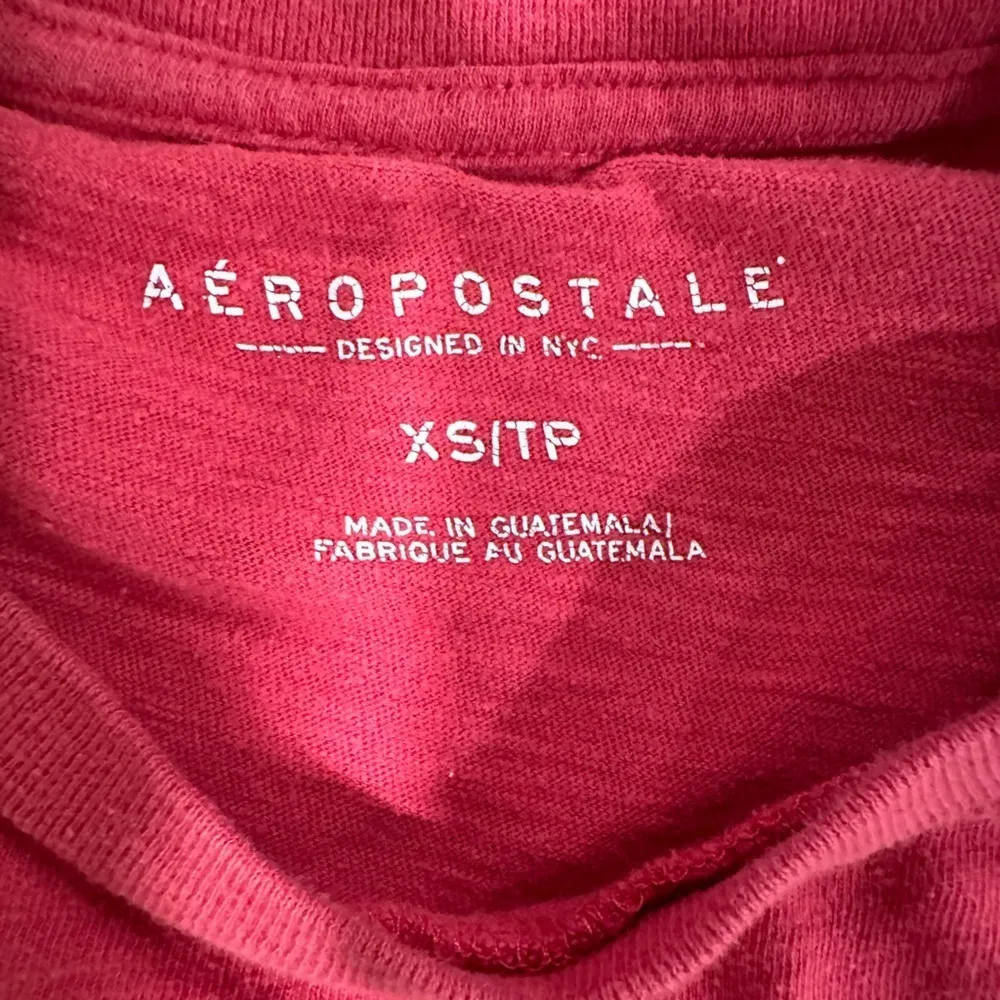 AÉROPOSTALE
DESIGNED IN NYC
XS/TP
MADE IN GUATEMALA/
FABRIQUE AU GUATEMALA